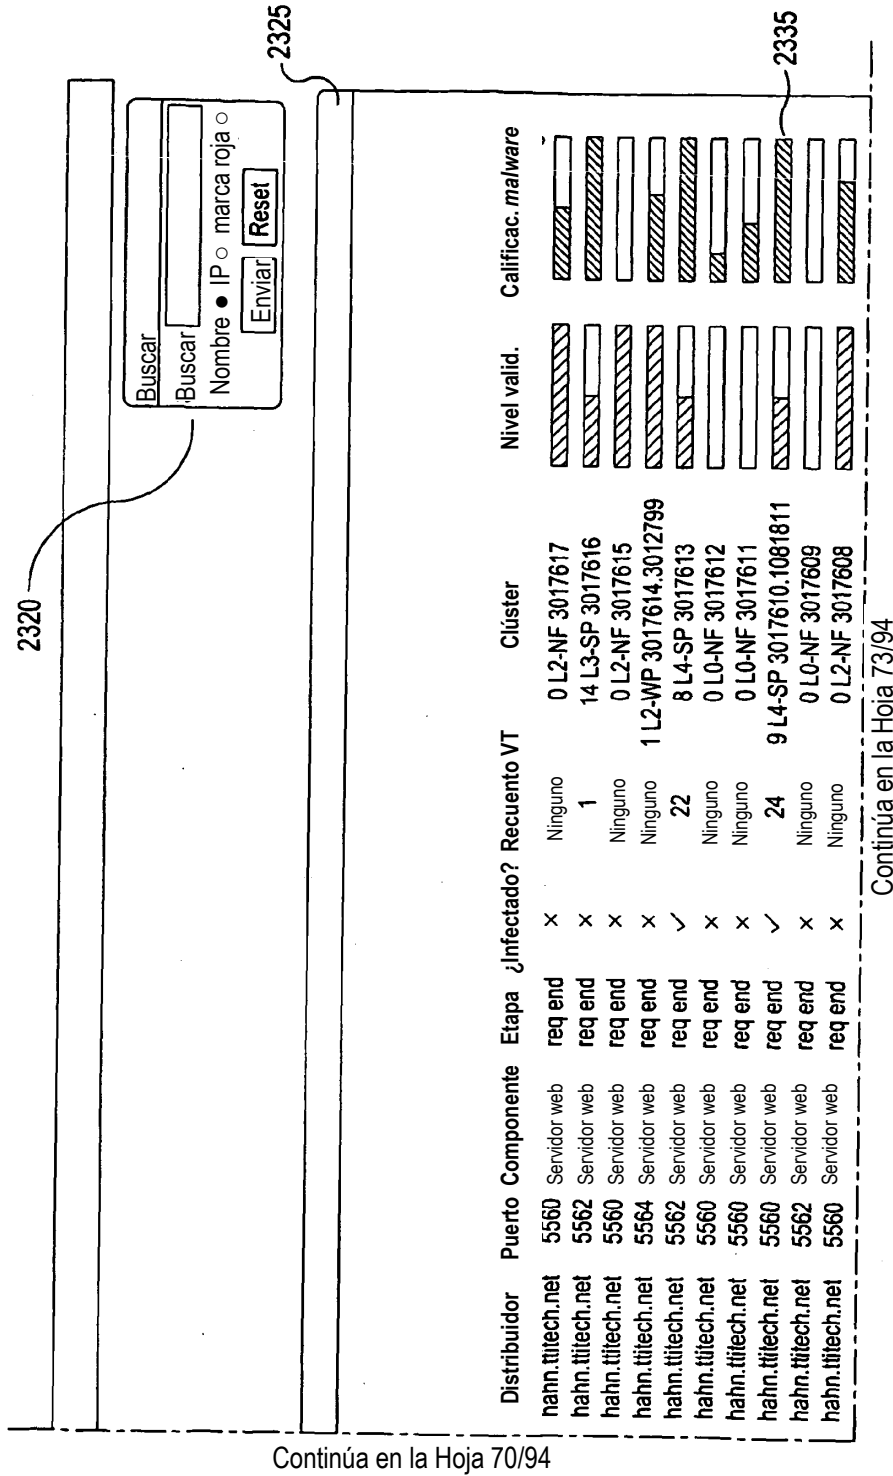 2320
2325
Buscar
Buscar
Nombre ● IP ○ marca roja ○
Enviar Reset
Distribuidor Puerto Componente Etapa ¿Infectado? Recuento VT Clúster Nivel valid. Calificac. malware
hahn.ttitech.net 5560 Servidor web req end × Ninguno 0 L2-NF 3017617
hahn.ttitech.net 5562 Servidor web req end × 1 14 L3-SP 3017616
hahn.ttitech.net 5560 Servidor web req end × Ninguno 0 L2-NF 3017615
hahn.ttitech.net 5564 Servidor web req end × Ninguno 1 L2-WP 3017614.3012799
hahn.ttitech.net 5562 Servidor web req end ✓ 22 8 L4-SP 3017613
hahn.ttitech.net 5560 Servidor web req end × Ninguno 0 L0-NF 3017612
hahn.ttitech.net 5560 Servidor web req end × Ninguno 0 L0-NF 3017611
hahn.ttitech.net 5560 Servidor web req end ✓ 24 9 L4-SP 3017610.1081811
hahn.ttitech.net 5562 Servidor web req end × Ninguno 0 L0-NF 3017609
hahn.ttitech.net 5560 Servidor web req end × Ninguno 0 L2-NF 3017608
2335
Continúa en la Hoja 73/94
Continúa en la Hoja 70/94